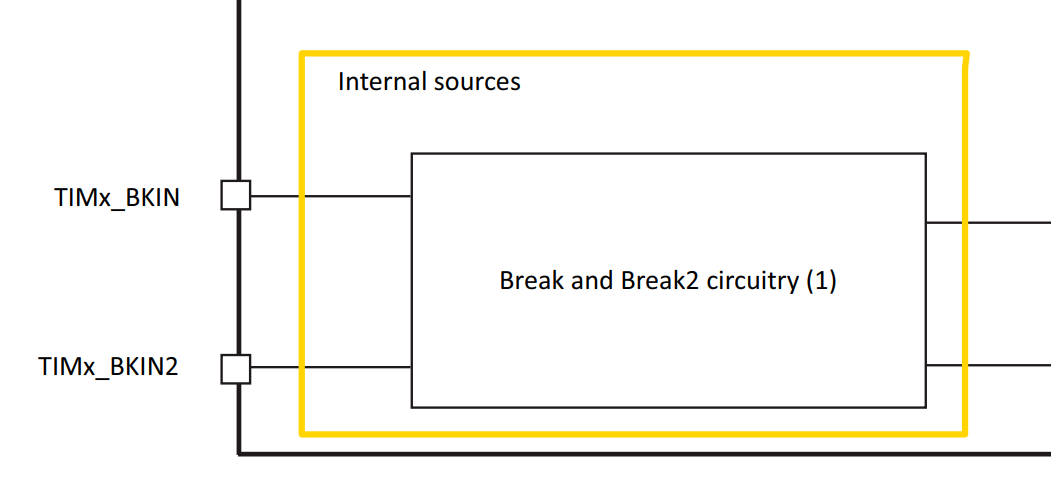 Internal sources
TIMx_BKIN
Break and Break2 circuitry (1)
TIMx_BKIN2